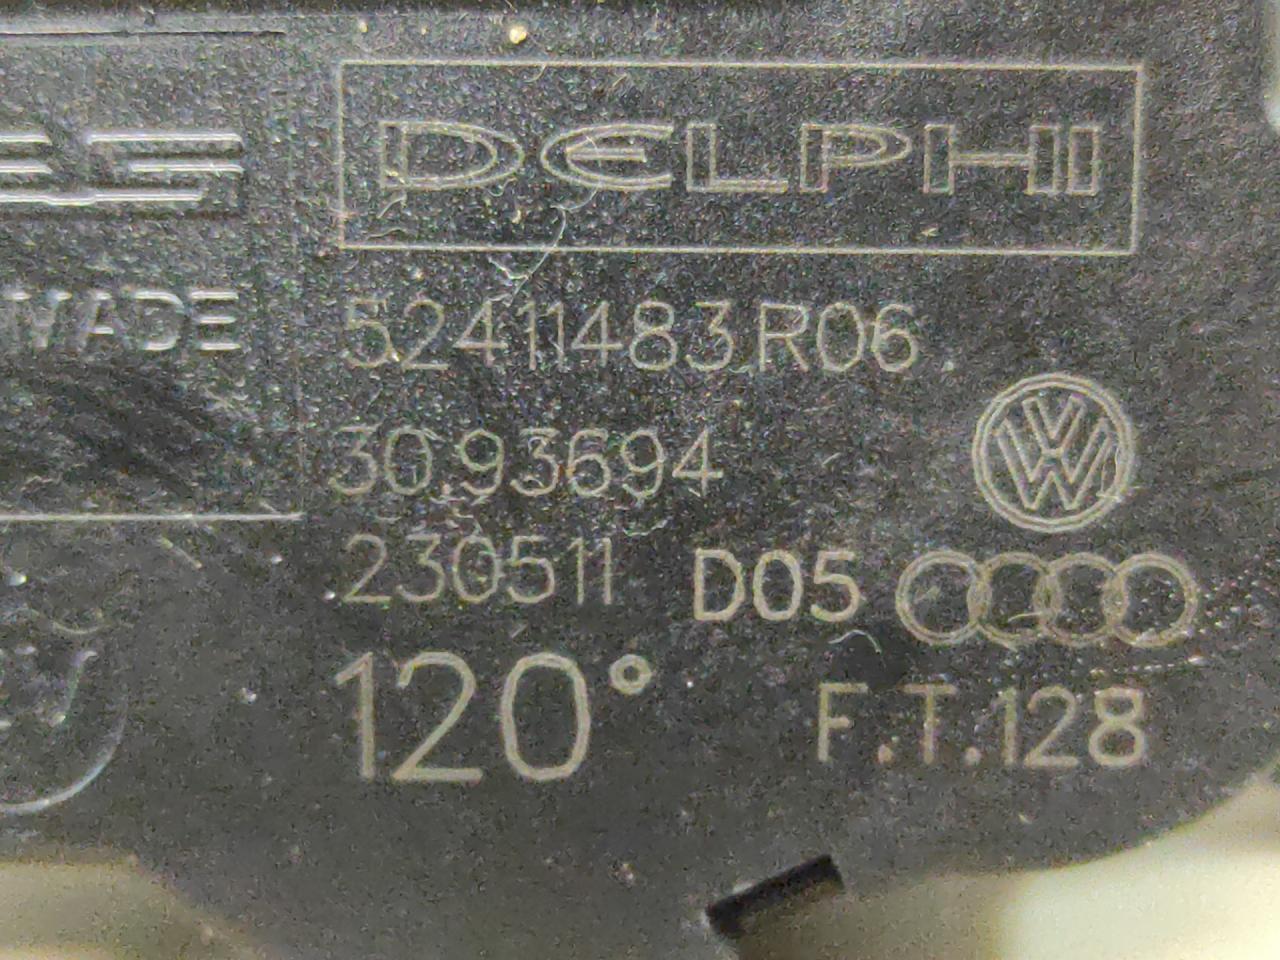 DELPHI
MADE
52411483.R06
30.93694
230511 D05
120° F.T.128